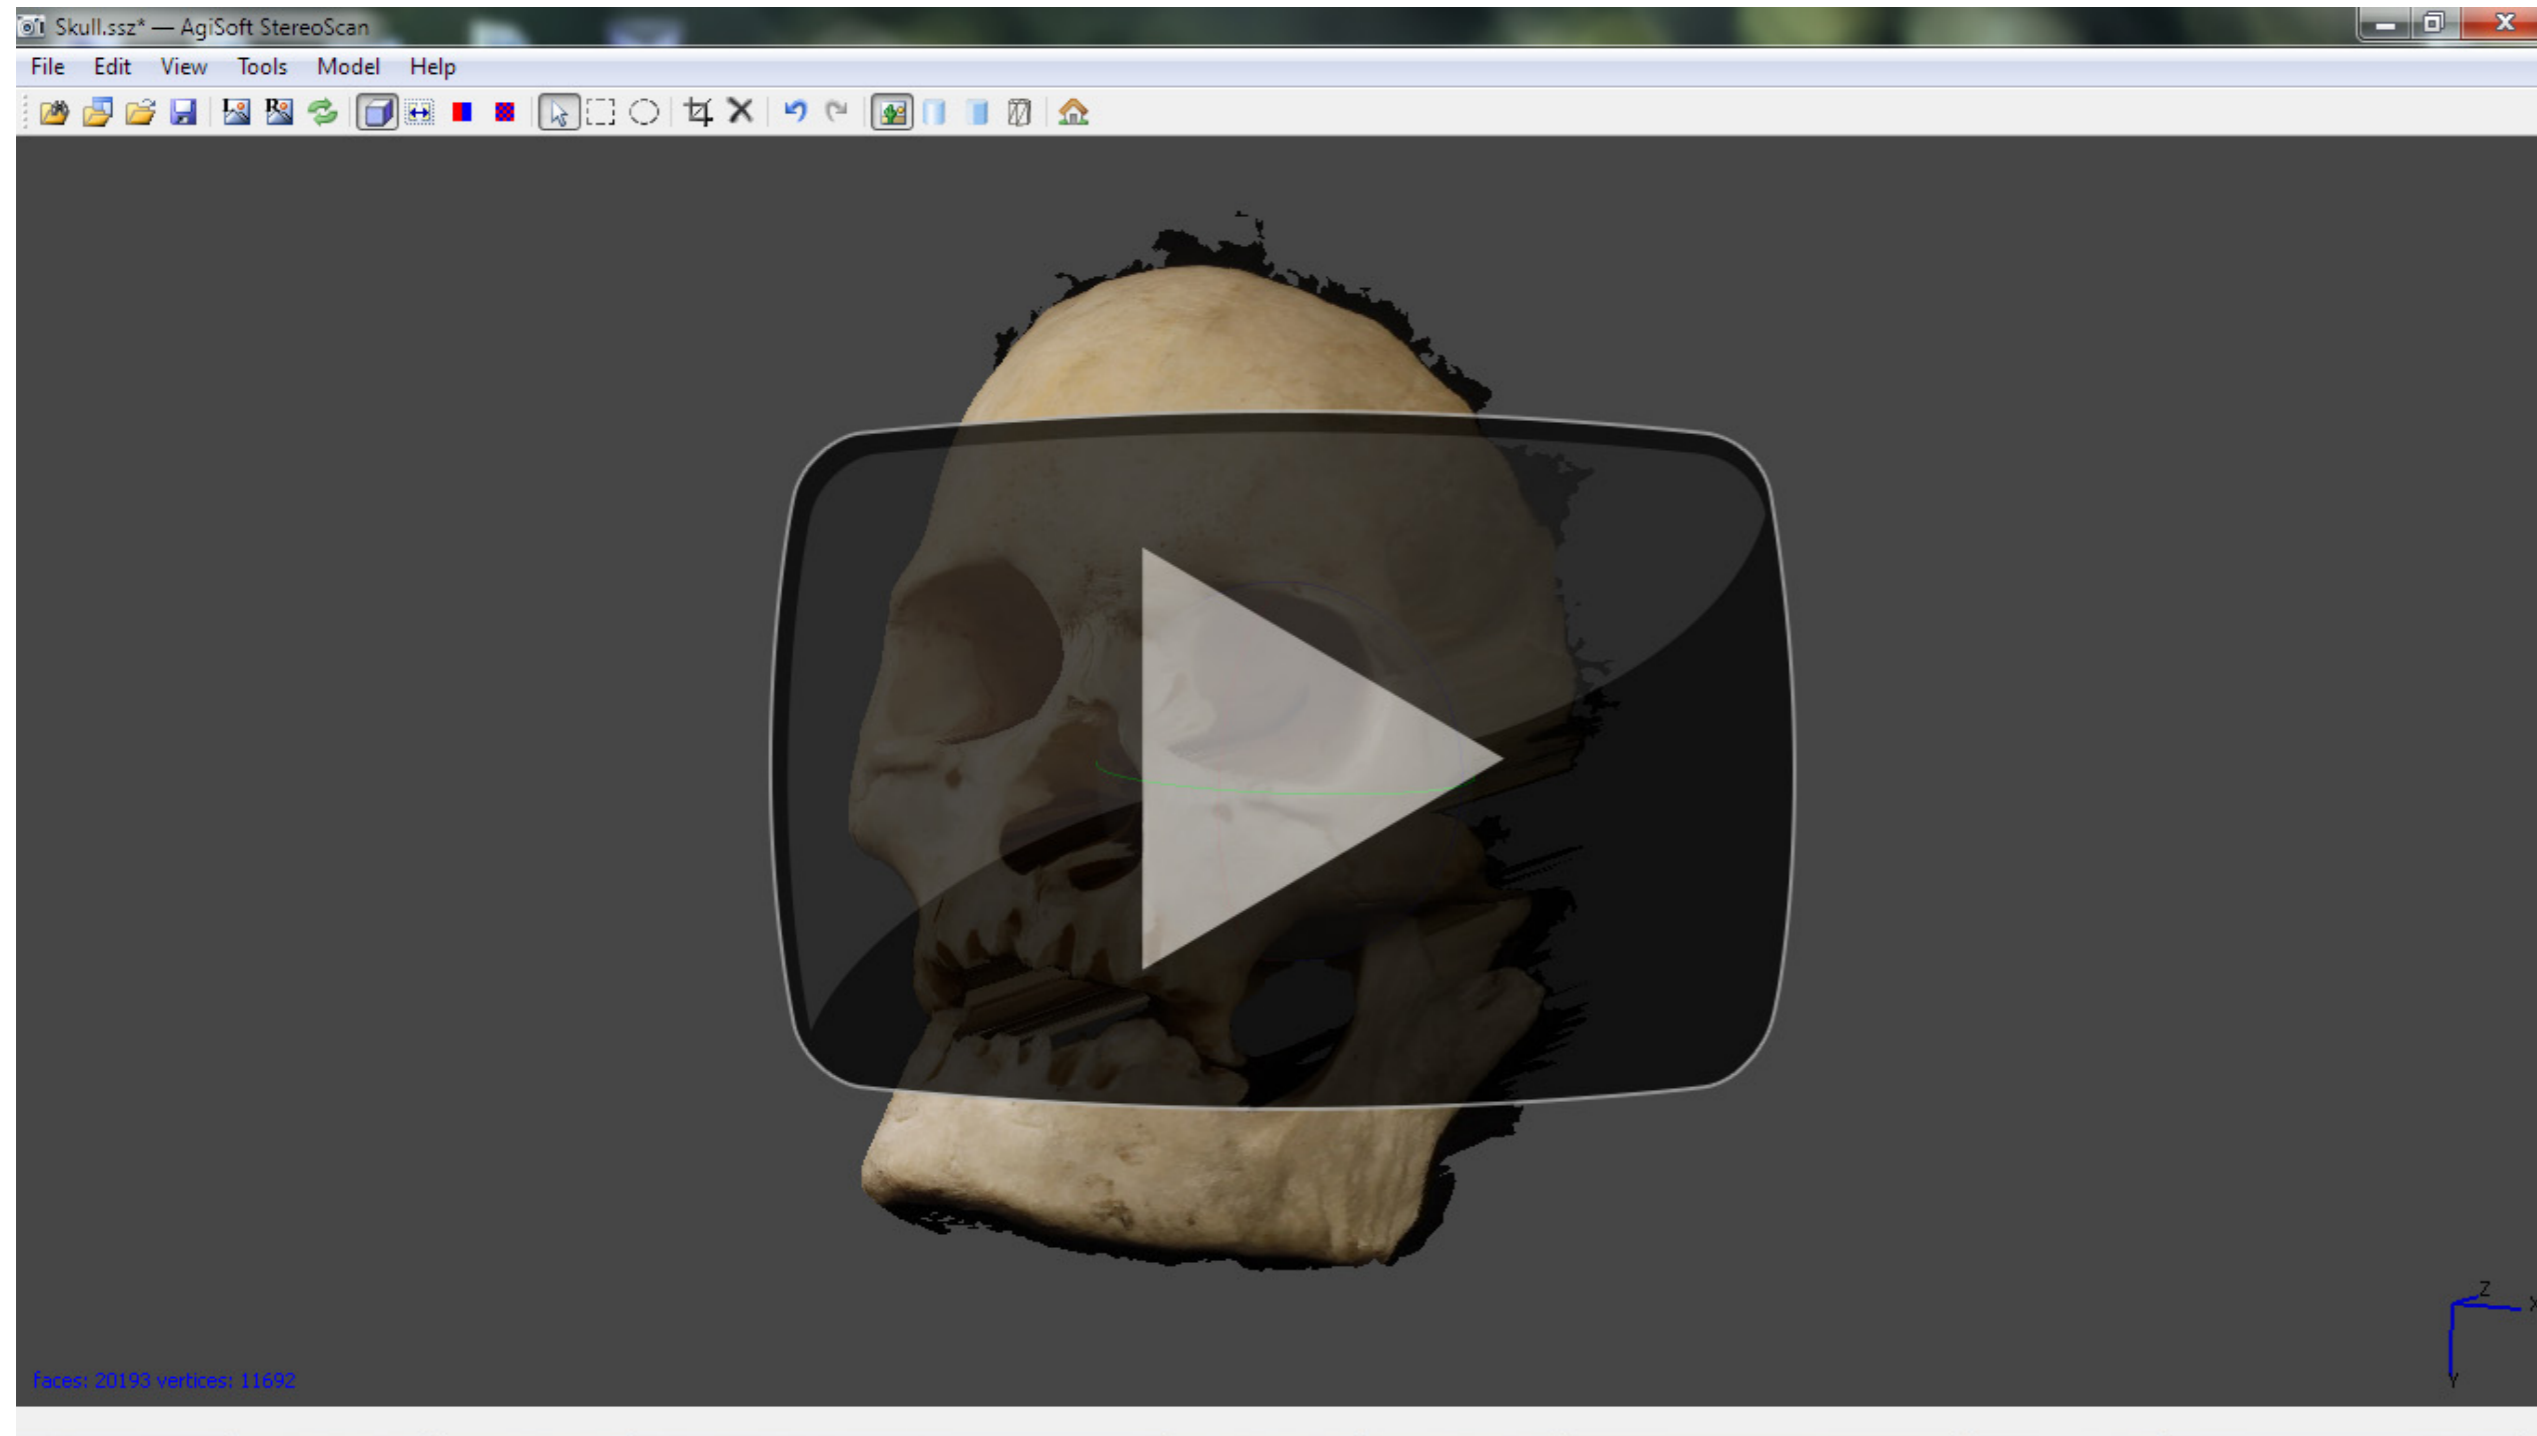 Skull.ssz* — AgiSoft StereoScan
File Edit View Tools Model Help
L R
Z
X
Y
faces: 20193 vertices: 11692